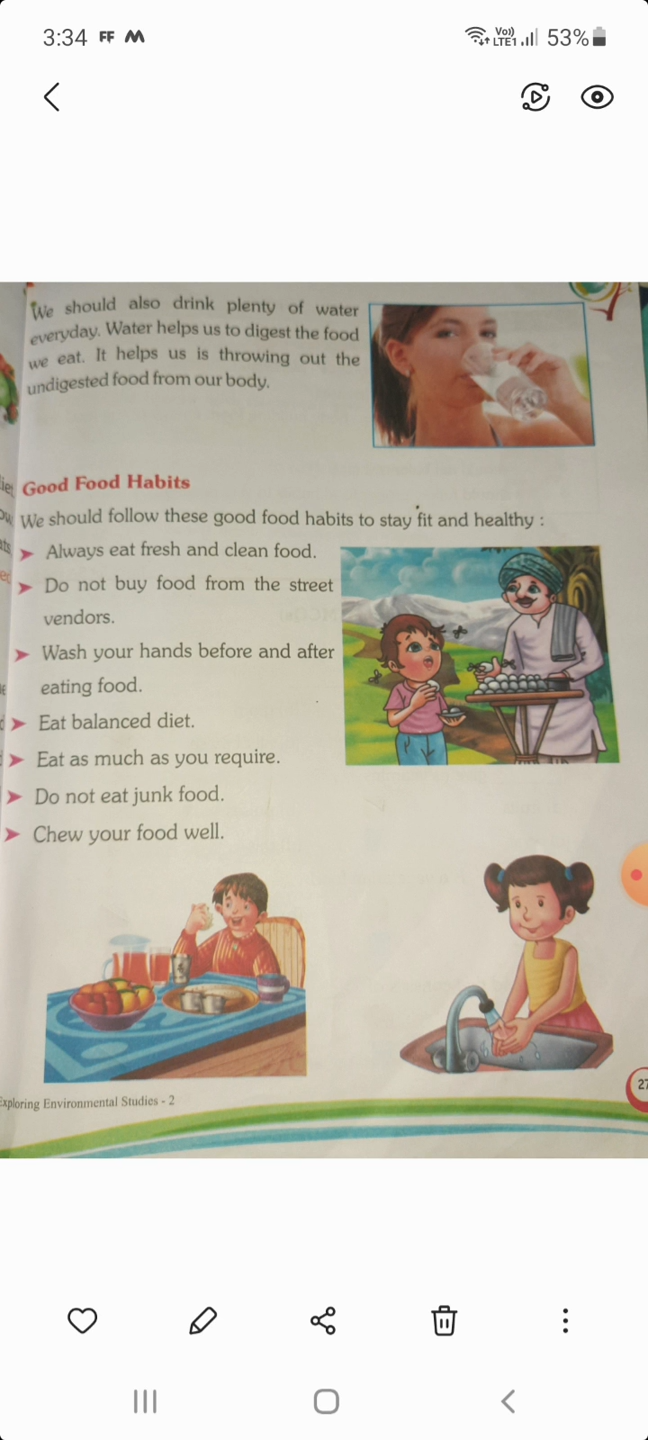 3:34 FF
Vo))
LTE1 53%
We should also drink plenty of water
everyday. Water helps us to digest the food
we eat. It helps us is throwing out the
undigested food from our body.
Good Food Habits
We should follow these good food habits to stay fit and healthy :
➤ Always eat fresh and clean food.
➤ Do not buy food from the street
vendors.
➤ Wash your hands before and after
eating food.
➤ Eat balanced diet.
➤ Eat as much as you require.
➤ Do not eat junk food.
➤ Chew your food well.
Exploring Environmental Studies - 2
27